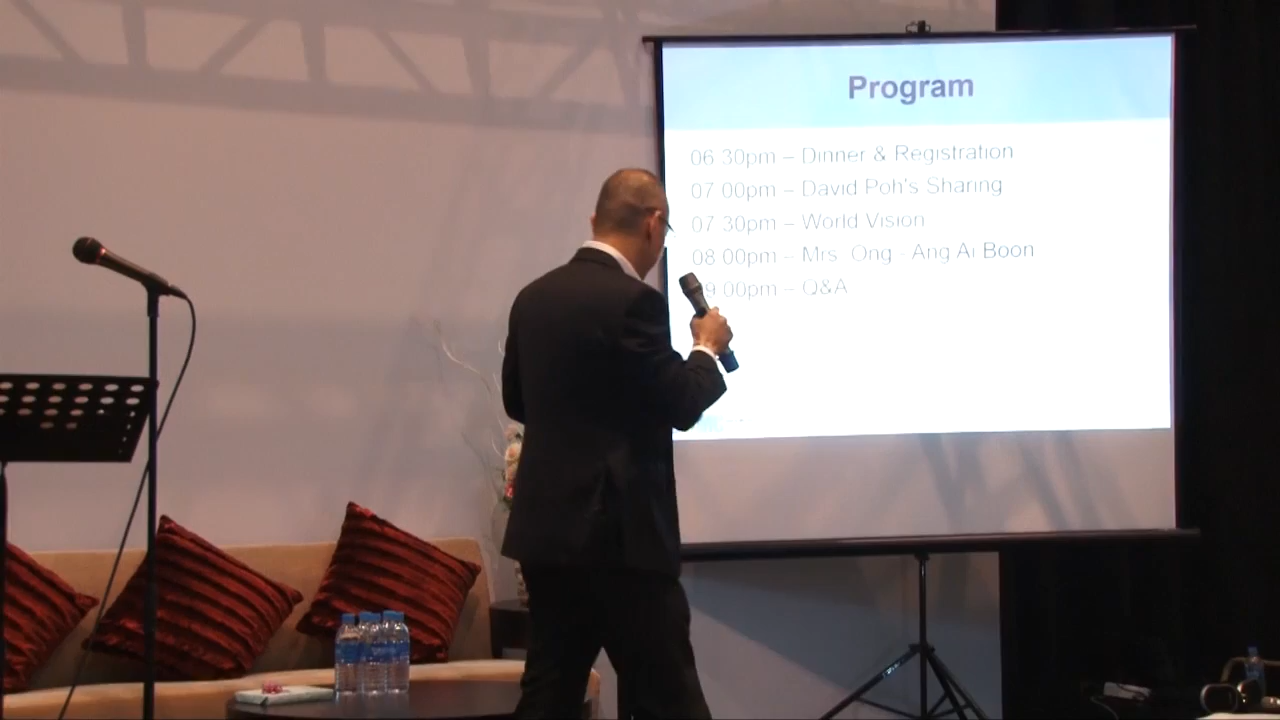 Program
06 30pm – Dinner & Registration
07 00pm – David Poh's Sharing
07 30pm – World Vision
08 00pm – Mrs Ong - Ang Ai Boon
09 00pm – Q&A